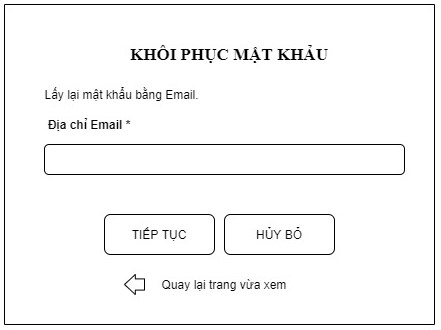 KHÔI PHỤC MẬT KHẢU
Lấy lại mật khẩu bằng Email.
Địa chỉ Email *
TIẾP TỤC
HỦY BỎ
Quay lại trang vừa xem